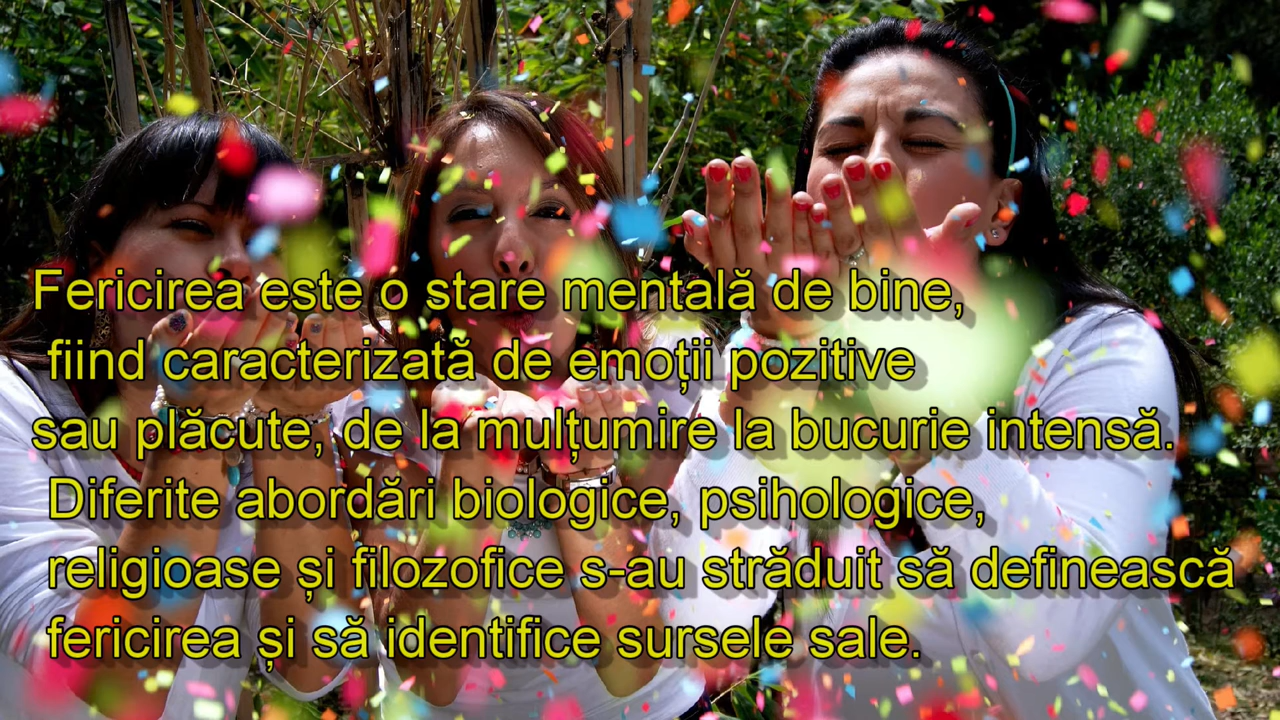 Fericirea este o stare mentală de bine,
fiind caracterizată de emoții pozitive
sau plăcute, de la mulțumire la bucurie intensă.
Diferite abordări biologice, psihologice,
religioase și filozofice s-au străduit să definească
fericirea și să identifice sursele sale.